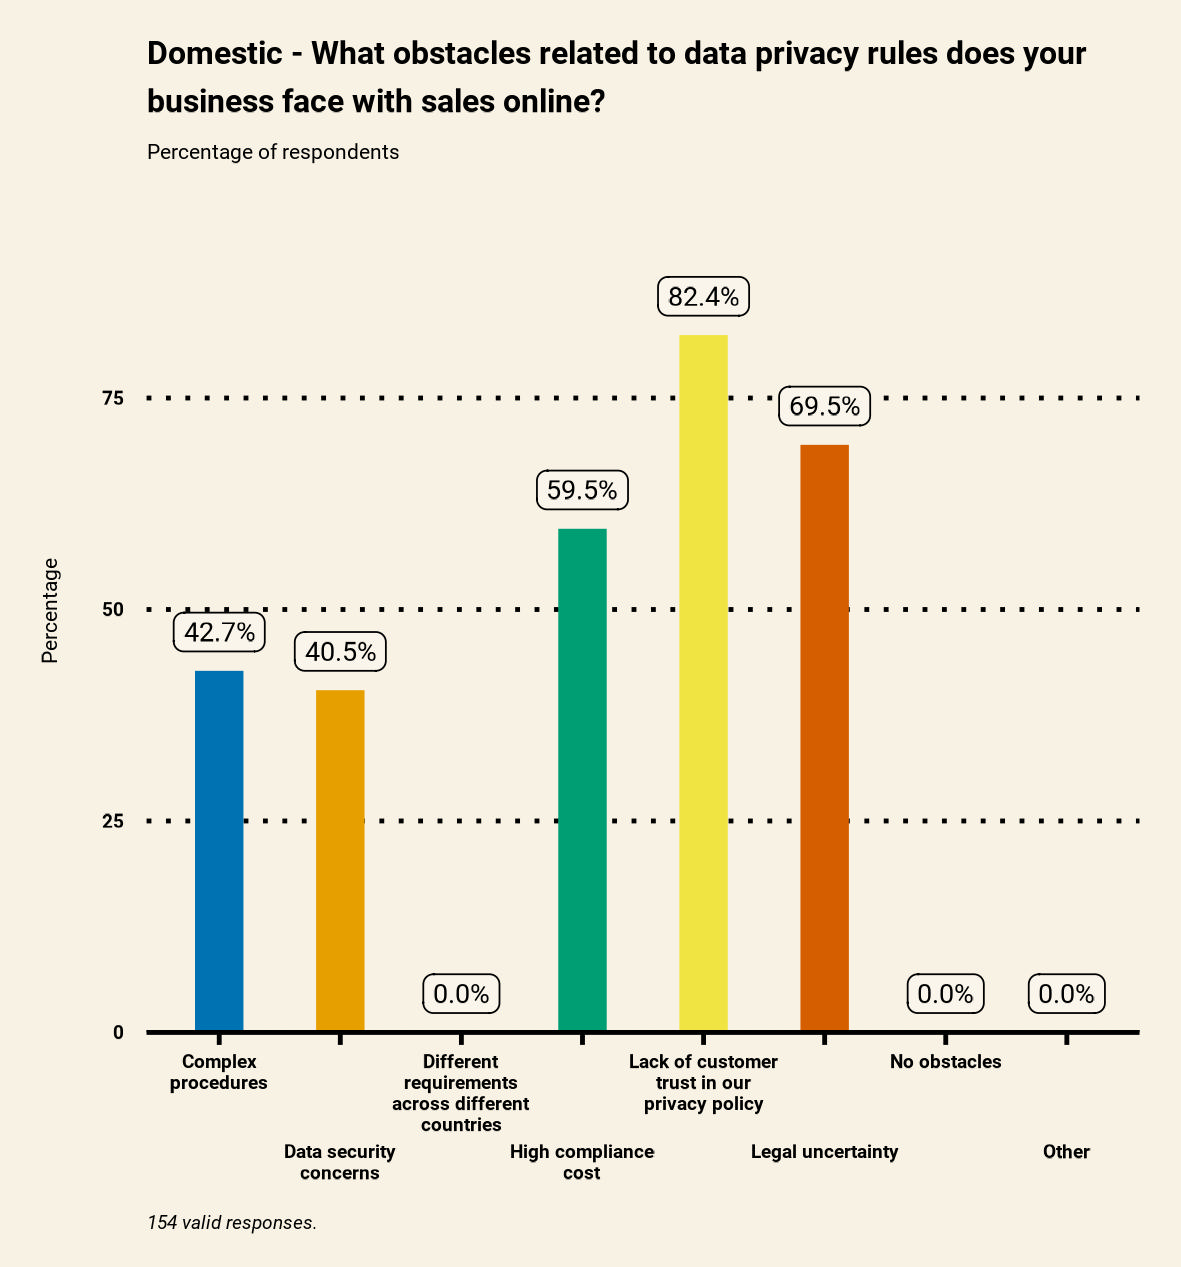 Domestic - What obstacles related to data privacy rules does your
business face with sales online?
Percentage of respondents
82.4%
75
69.5%
59.5%
Percentage
50
42.7%
40.5%
25
0.0%
0.0%
0.0%
0
Complex
procedures
Data security
concerns
Different
requirements
across different
countries
High compliance
cost
Lack of customer
trust in our
privacy policy
Legal uncertainty
No obstacles
Other
154 valid responses.